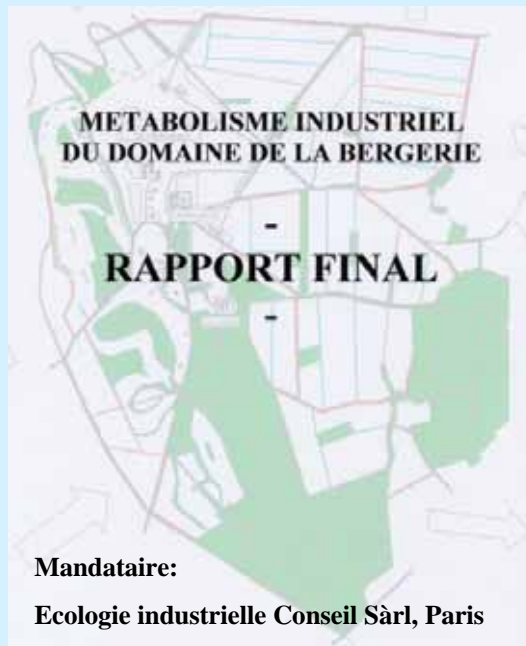 METABOLISME INDUSTRIEL
DU DOMAINE DE LA BERGERIE
-
RAPPORT FINAL
-
Mandataire:
Ecologie industrielle Conseil Sàrl, Paris